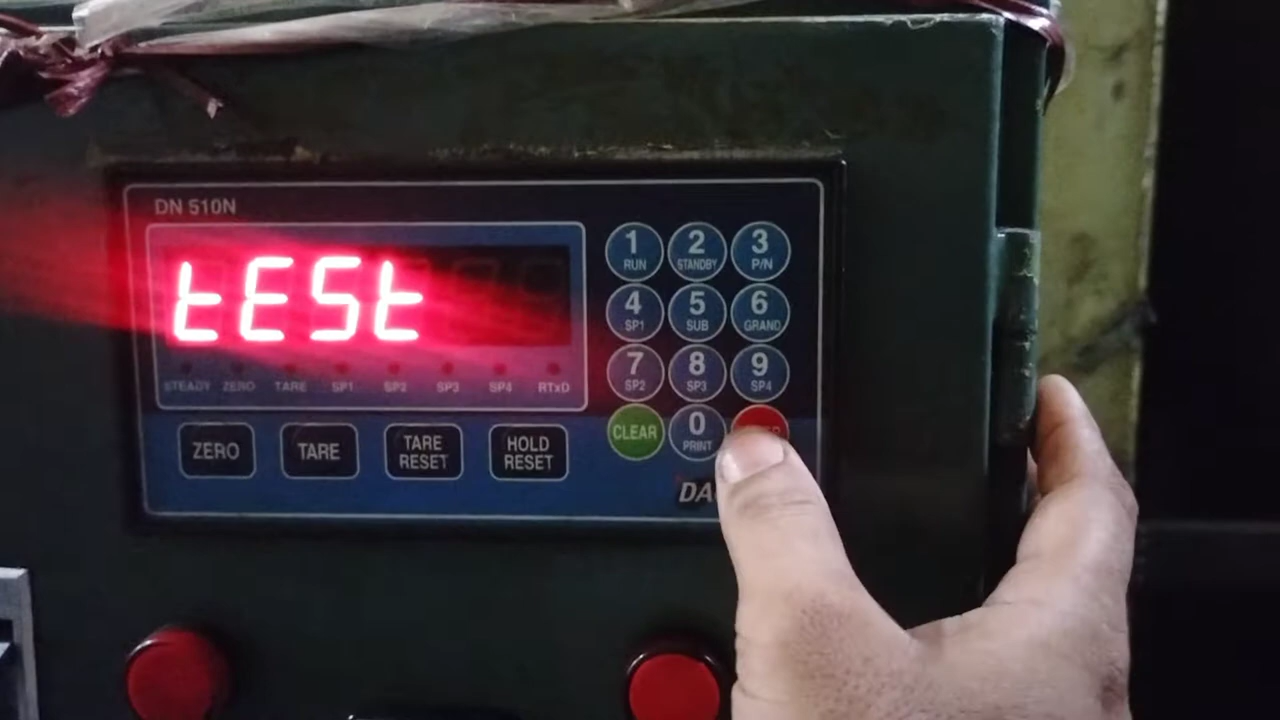 DN 510N
tESt
STEADY ZERO TARE SP1 SP2 SP3 SP4 RTxD
ZERO
TARE
TARE
RESET
HOLD
RESET
1
RUN
2
STANDBY
3
P/N
4
SP1
5
SUB
6
GRAND
7
SP2
8
SP3
9
SP4
CLEAR
0
PRINT